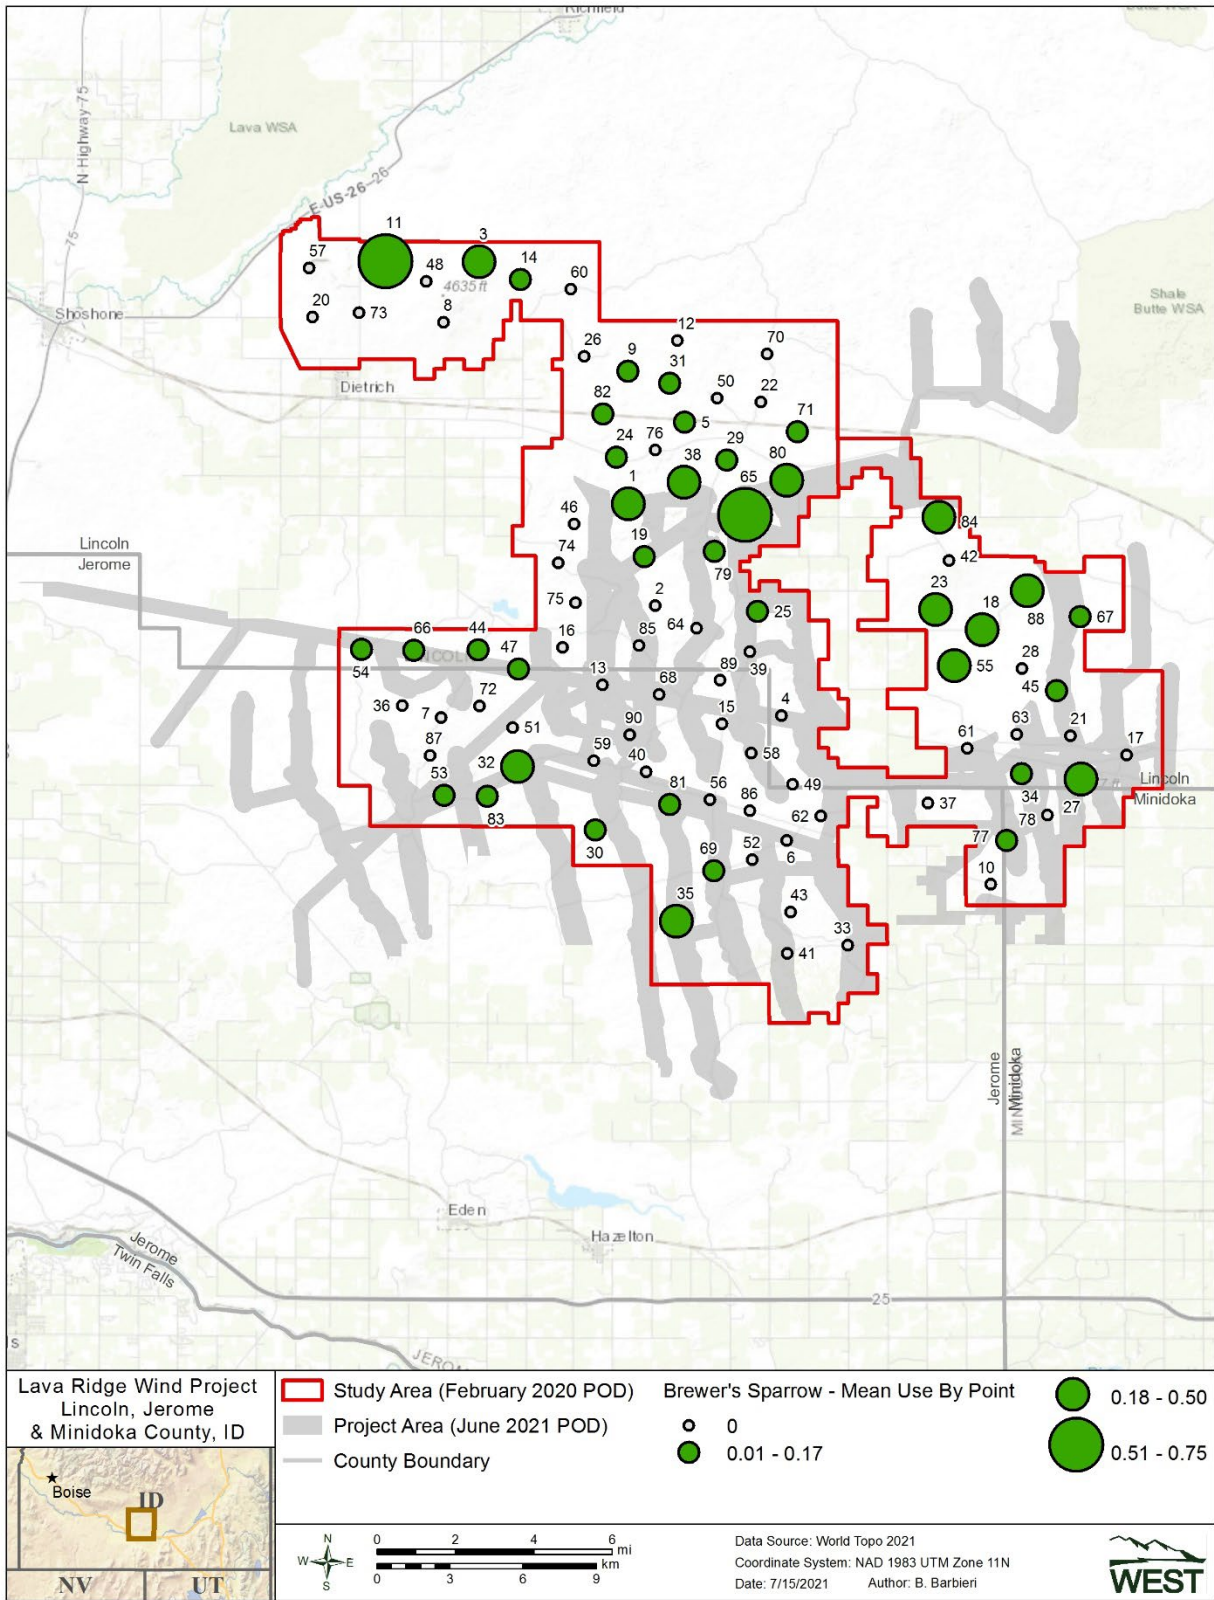 Richfield
Butte WSA
N Highway 75
Lava WSA
E-US-26
26
75
11
3
57
48
14
4635 ft
60
20
73
8
Shoshone
Shale
Butte WSA
Dietrich
12
70
26
9
31
50
22
82
5
71
24
76
29
38
80
1
65
46
84
19
74
79
42
Lincoln
Jerome
75
2
23
18
88
67
25
64
16
85
66
44
47
54
LINCOLN
28
55
39
89
13
68
45
36
7
72
4
15
51
90
63
21
61
17
87
59
58
32
40
53
34
27
7 ft
Lincoln
Minidoka
83
81
56
49
86
37
62
78
30
77
6
52
69
10
35
43
33
41
Jerome
Minidoka
Eden
Hazelton
Jerome
Twin Falls
25
Lava Ridge Wind Project
Lincoln, Jerome
& Minidoka County, ID
Study Area (February 2020 POD)
Project Area (June 2021 POD)
County Boundary
Brewer's Sparrow - Mean Use By Point
0
0.01 - 0.17
0.18 - 0.50
0.51 - 0.75
Boise
ID
NV
UT
N
W
E
S
0 2 4 6
mi
km
0 3 6 9
Data Source: World Topo 2021
Coordinate System: NAD 1983 UTM Zone 11N
Date: 7/15/2021 Author: B. Barbieri
WEST